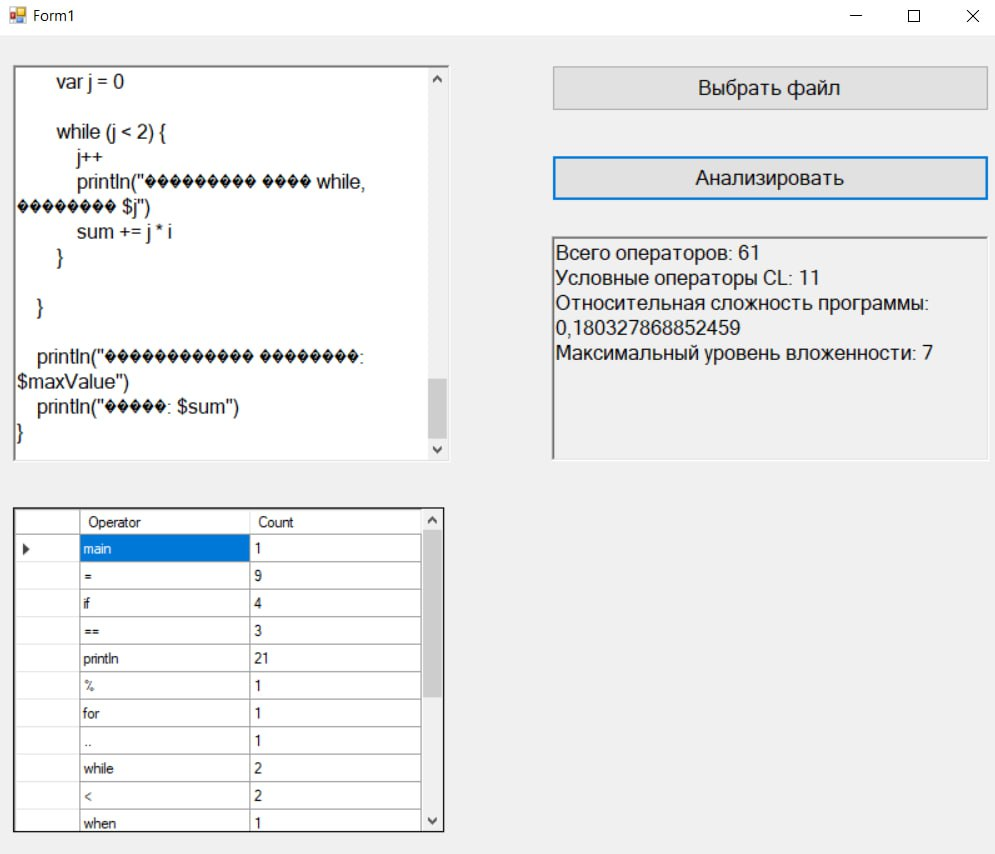 Form1
var j = 0
while (j < 2) {
j++
println("��������� ���� while,
�������� $j")
sum += j * i
}
}
println("������������ ��������:
$maxValue")
println("�����: $sum")
}
Выбрать файл
Анализировать
Всего операторов: 61
Условные операторы CL: 11
Относительная сложность программы:
0,180327868852459
Максимальный уровень вложенности: 7
Operator Count
main 1
= 9
if 4
== 3
println 21
% 1
for 1
.. 1
while 2
< 2
when 1